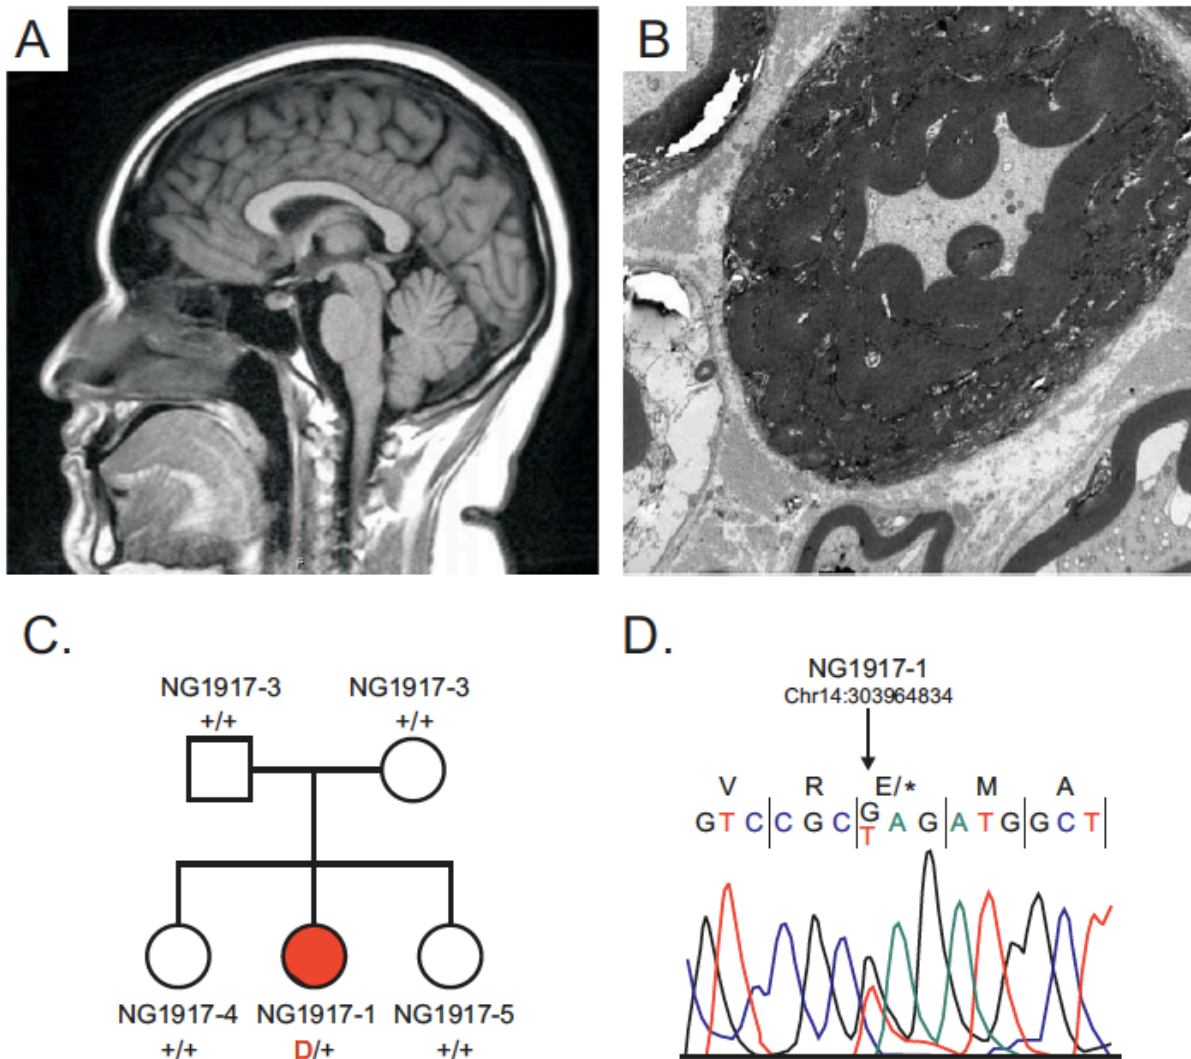 A
B
C.
NG1917-3 NG1917-3
+/+ +/+
NG1917-4 NG1917-1 NG1917-5
+/+ D/+ +/+
D.
NG1917-1
Chr14:303964834
V R E/* M A
G T C C G C G A G A T G G C T
T
F